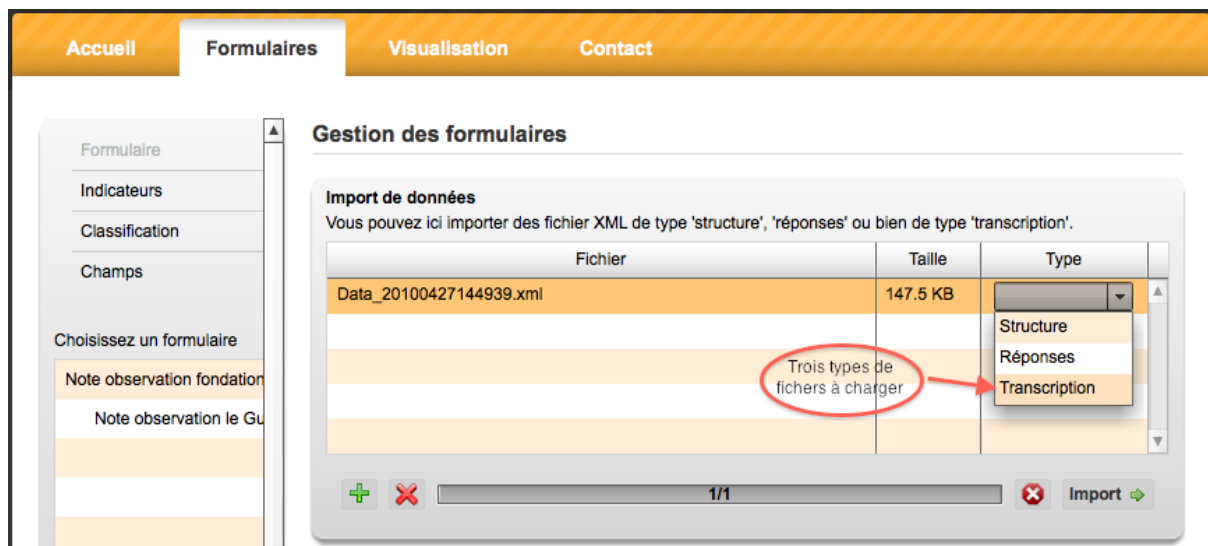 Accueil Formulaires Visualisation Contact
Formulaire
Indicateurs
Classification
Champs
Choisissez un formulaire
Note observation fondation
Note observation le Gu
Gestion des formulaires
Import de données
Vous pouvez ici importer des fichier XML de type 'structure', 'réponses' ou bien de type 'transcription'.
Fichier Taille Type
Data_20100427144939.xml 147.5 KB
Structure
Réponses
Transcription
Trois types de
fichers à charger
1/1 Import